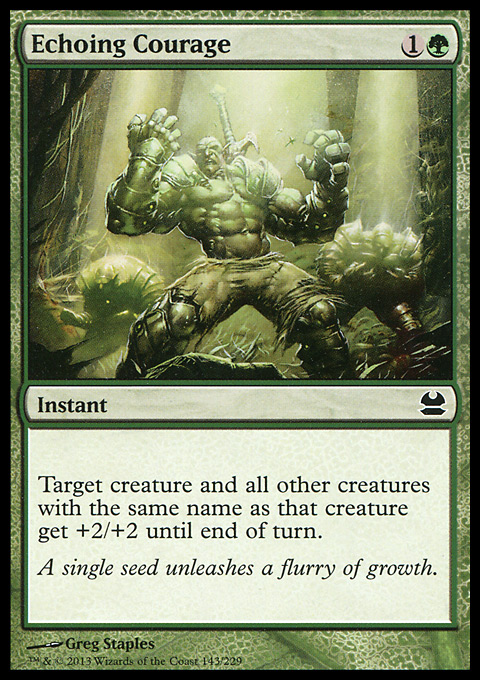 Echoing Courage 1
Instant
Target creature and all other creatures
with the same name as that creature
get +2/+2 until end of turn.
A single seed unleashes a flurry of growth.
Greg Staples
™ & © 2013 Wizards of the Coast 143/229